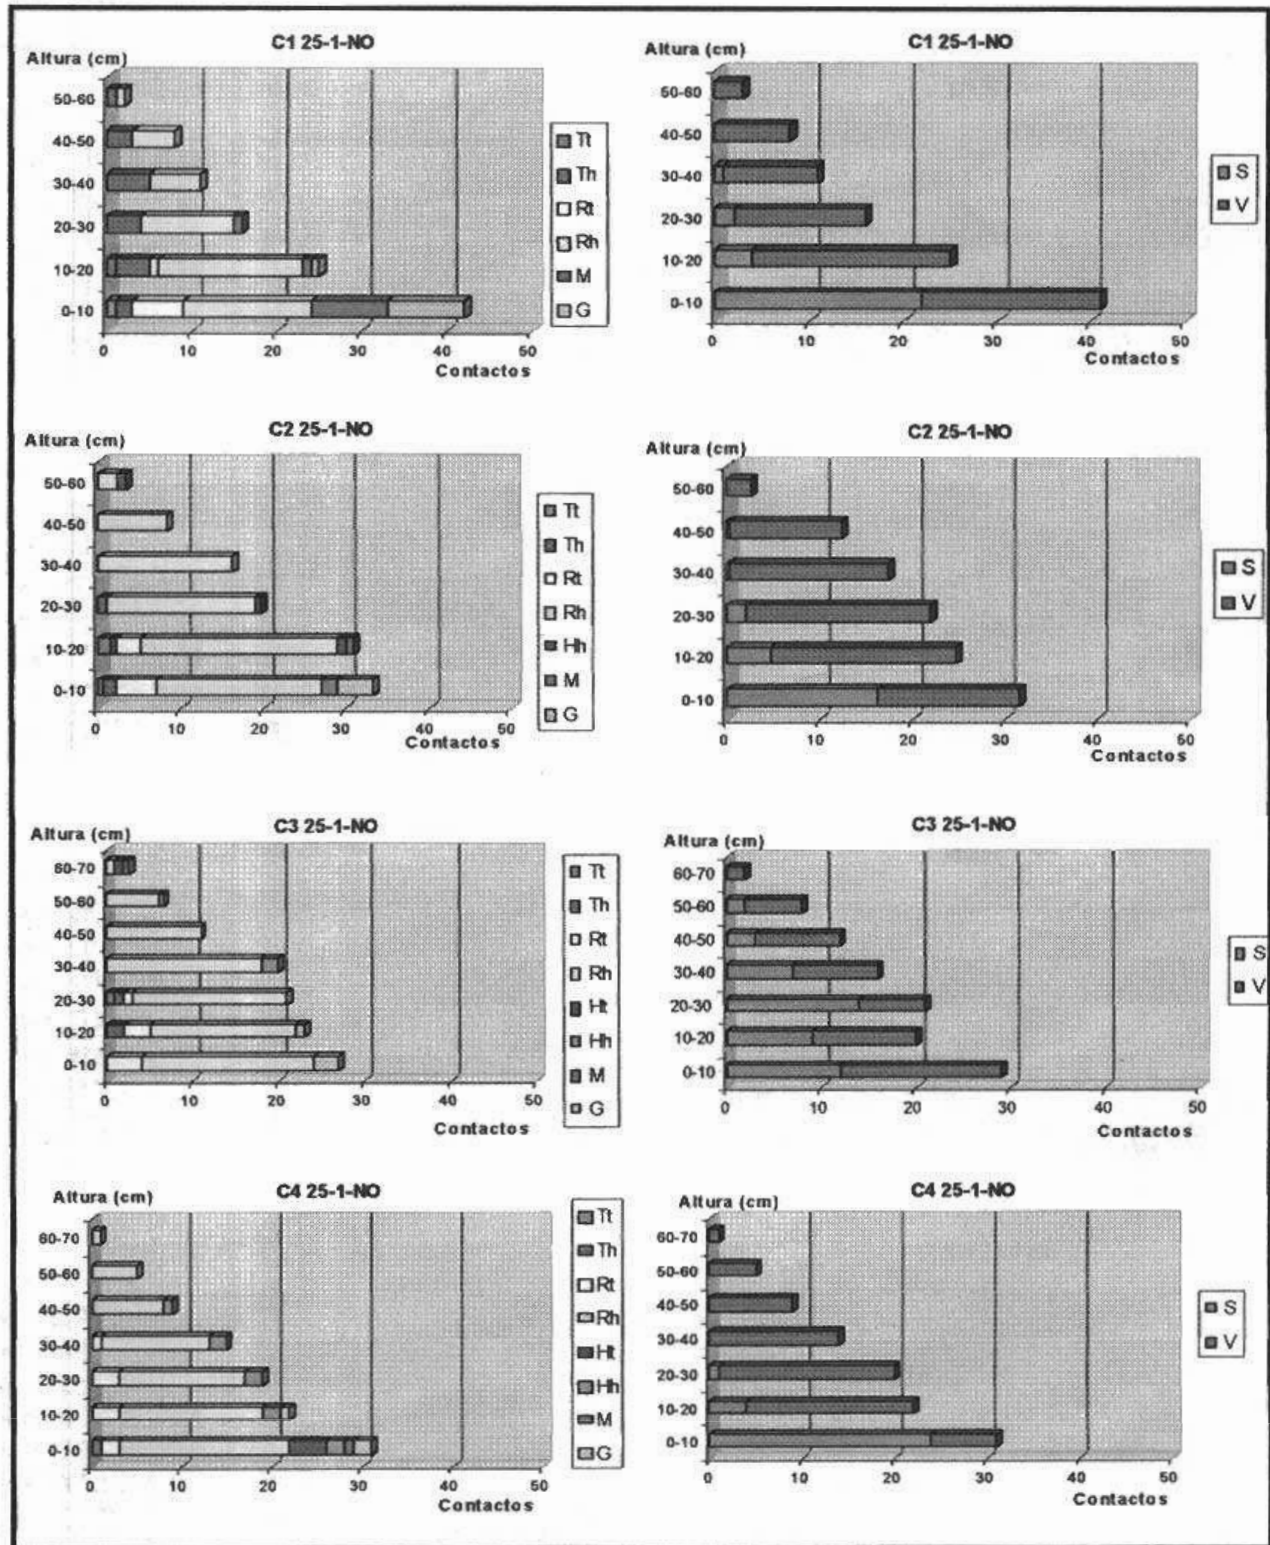 C1 25-1-NO
Altura (cm)
50-60
40-50
30-40
20-30
10-20
0-10
0 10 20 30 40 50
Contactos
Tt
Th
Rt
Rh
M
G
C1 25-1-NO
Altura (cm)
50-60
40-50
30-40
20-30
10-20
0-10
0 10 20 30 40 50
Contactos
S
V
C2 25-1-NO
Altura (cm)
50-60
40-50
30-40
20-30
10-20
0-10
0 10 20 30 40 50
Contactos
Tt
Th
Rt
Rh
Hh
M
G
C2 25-1-NO
Altura (cm)
50-60
40-50
30-40
20-30
10-20
0-10
0 10 20 30 40 50
Contactos
S
V
C3 25-1-NO
Altura (cm)
60-70
50-60
40-50
30-40
20-30
10-20
0-10
0 10 20 30 40 50
Contactos
Tt
Th
Rt
Rh
Ht
Hh
M
G
C3 25-1-NO
Altura (cm)
60-70
50-60
40-50
30-40
20-30
10-20
0-10
0 10 20 30 40 50
Contactos
S
V
C4 25-1-NO
Altura (cm)
60-70
50-60
40-50
30-40
20-30
10-20
0-10
0 10 20 30 40 50
Contactos
Tt
Th
Rt
Rh
Ht
Hh
M
G
C4 25-1-NO
Altura (cm)
60-70
50-60
40-50
30-40
20-30
10-20
0-10
0 10 20 30 40 50
Contactos
S
V